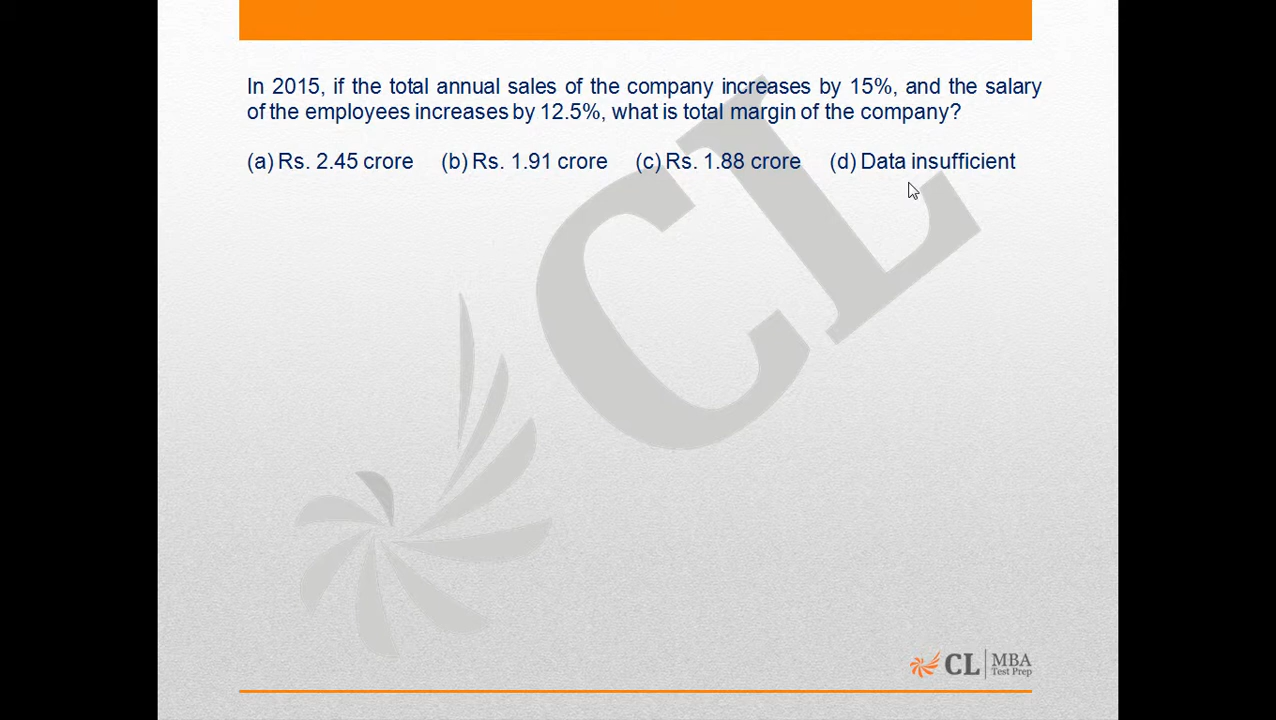 In 2015, if the total annual sales of the company increases by 15%, and the salary
of the employees increases by 12.5%, what is total margin of the company?
(a) Rs. 2.45 crore (b) Rs. 1.91 crore (c) Rs. 1.88 crore (d) Data insufficient
CL
CL MBA
Test Prep